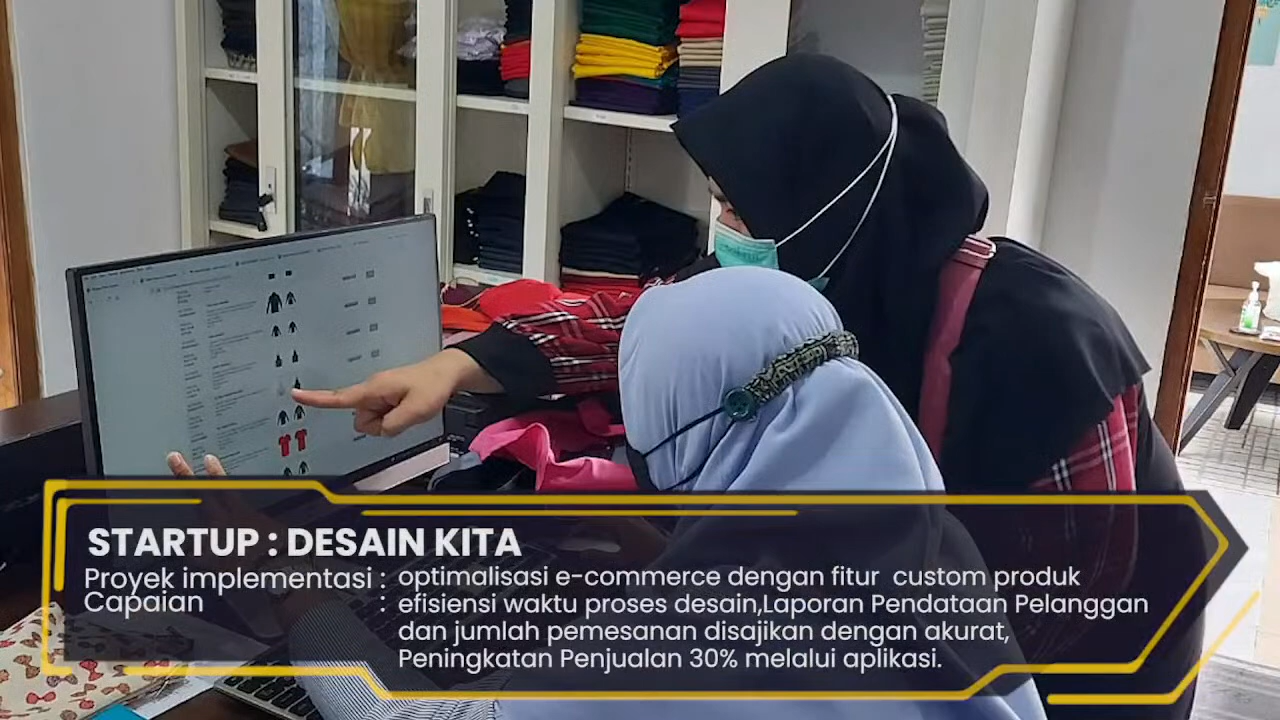 STARTUP : DESAIN KITA
Proyek implementasi : optimalisasi e-commerce dengan fitur custom produk
Capaian : efisiensi waktu proses desain,Laporan Pendataan Pelanggan
dan jumlah pemesanan disajikan dengan akurat,
Peningkatan Penjualan 30% melalui aplikasi.